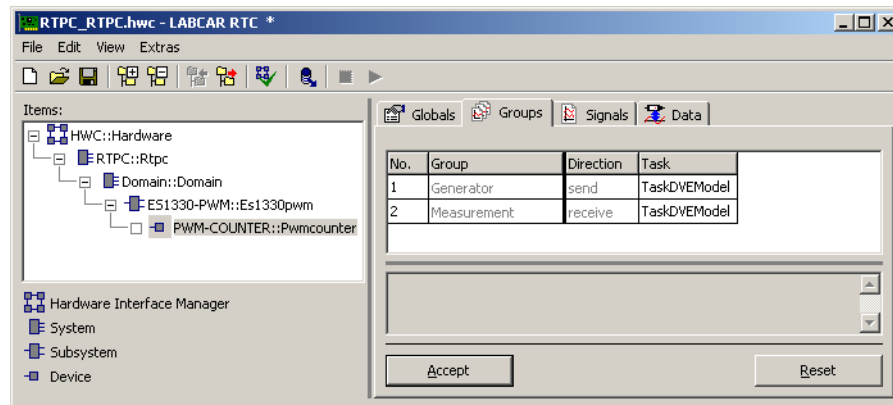 RTPC_RTPC.hwc - LABCAR RTC *
File Edit View Extras
Items:
HWC::Hardware
RTPC::Rtpc
Domain::Domain
ES1330-PWM::Es1330pwm
PWM-COUNTER::Pwmcounter
Hardware Interface Manager
System
Subsystem
Device
Globals Groups Signals Data
No. Group Direction Task
1 Generator send TaskDVEModel
2 Measurement receive TaskDVEModel
Accept Reset